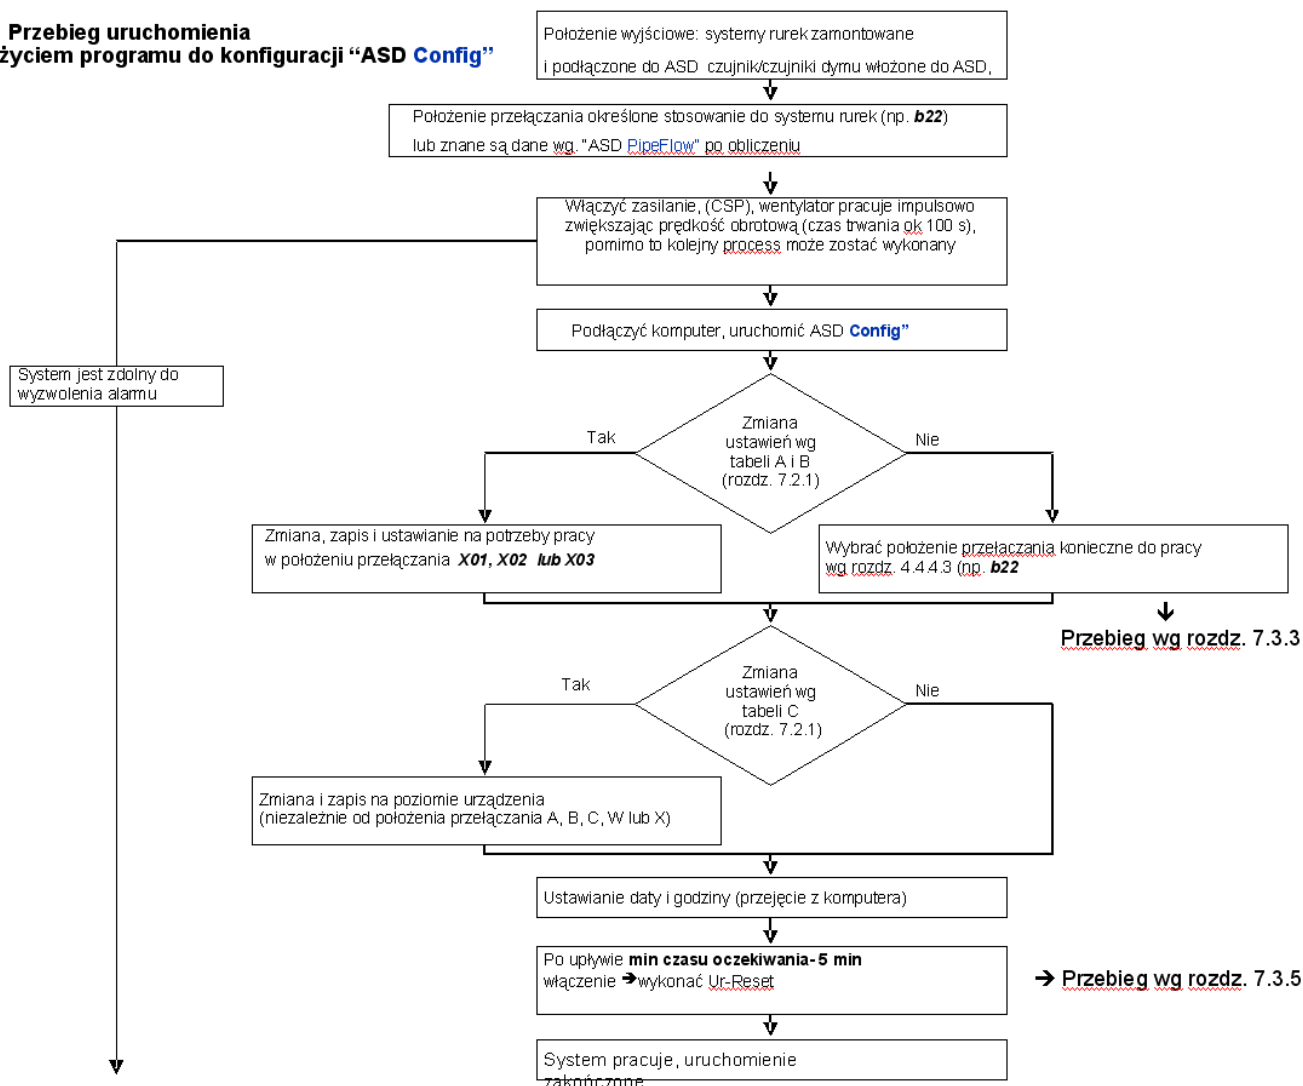 Przebieg uruchomienia
życiem programu do konfiguracji “ASD Config”
Położenie wyjściowe: systemy rurek zamontowane
i podłączone do ASD czujnik/czujniki dymu włożone do ASD,
Położenie przełączania określone stosowanie do systemu rurek (np. b22)
lub znane są dane wg. "ASD PipeFlow" po obliczeniu
Włączyć zasilanie, (CSP), wentylator pracuje impulsowo
zwiększając prędkość obrotową (czas trwania ok 100 s),
pomimo to kolejny process może zostać wykonany
Podłączyć komputer, uruchomić ASD Config”
System jest zdolny do
wyzwolenia alarmu
Zmiana
ustawień wg
tabeli A i B
(rozdz. 7.2.1)
Tak
Nie
Zmiana, zapis i ustawianie na potrzeby pracy
w położeniu przełączania X01, X02 lub X03
Wybrać położenie przełaczania konieczne do pracy
wg rozdz. 4.4.4.3 (np. b22
Przebieg wg rozdz. 7.3.3
Zmiana
ustawień wg
tabeli C
(rozdz. 7.2.1)
Tak
Nie
Zmiana i zapis na poziomie urządzenia
(niezależnie od położenia przełączania A, B, C, W lub X)
Ustawianie daty i godziny (przejęcie z komputera)
Po upływie min czasu oczekiwania- 5 min
włączenie ➔wykonać Ur-Reset
➔ Przebieg wg rozdz. 7.3.5
System pracuje, uruchomienie
zakończone